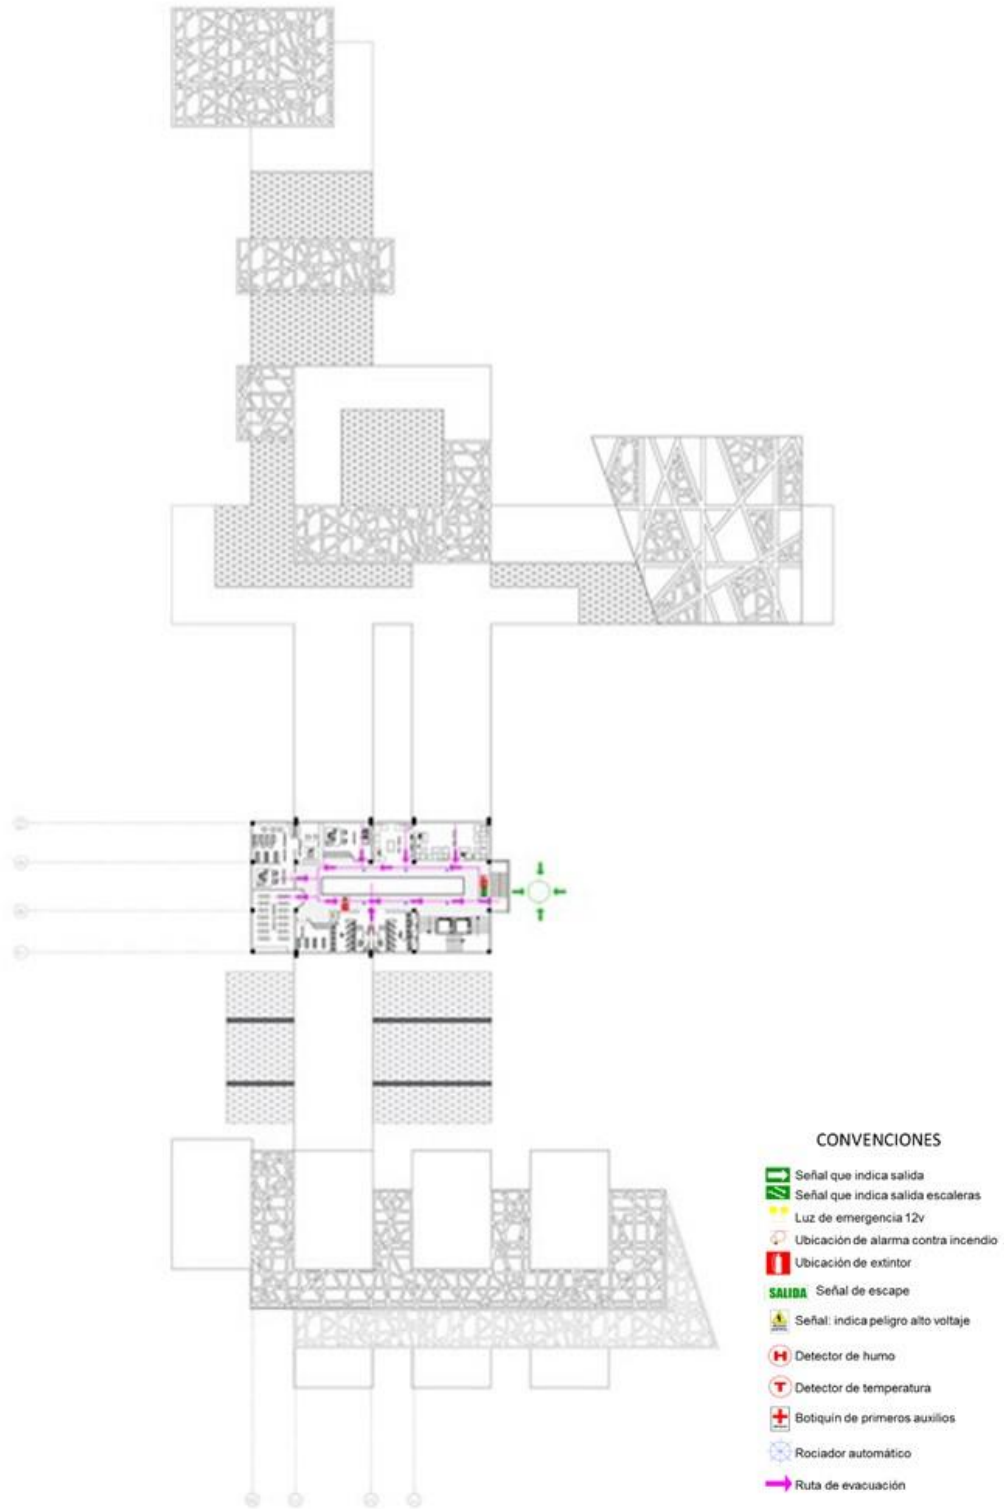 CONVENCIONES
Señal que indica salida
Señal que indica salida escaleras
Luz de emergencia 12v
Ubicación de alarma contra incendio
Ubicación de extintor
SALIDA Señal de escape
Señal: indica peligro alto voltaje
H Detector de humo
T Detector de temperatura
Botiquín de primeros auxilios
Rociador automático
Ruta de evacuación